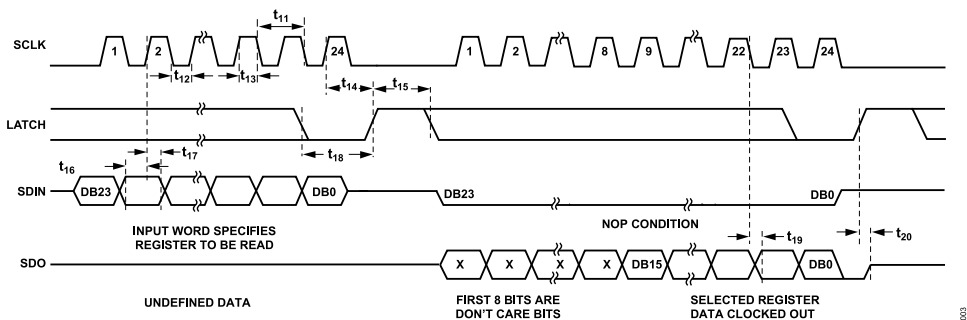 t11
SCLK 1 2 24 1 2 8 9 22 23 24
t12 t13
t14 t15
LATCH
t16 t17 t18
SDIN DB23 DB0 DB23 DB0
INPUT WORD SPECIFIES
REGISTER TO BE READ
NOP CONDITION
t19 t20
SDO X X X X DB15 DB0
UNDEFINED DATA
FIRST 8 BITS ARE
DON'T CARE BITS
SELECTED REGISTER
DATA CLOCKED OUT
003